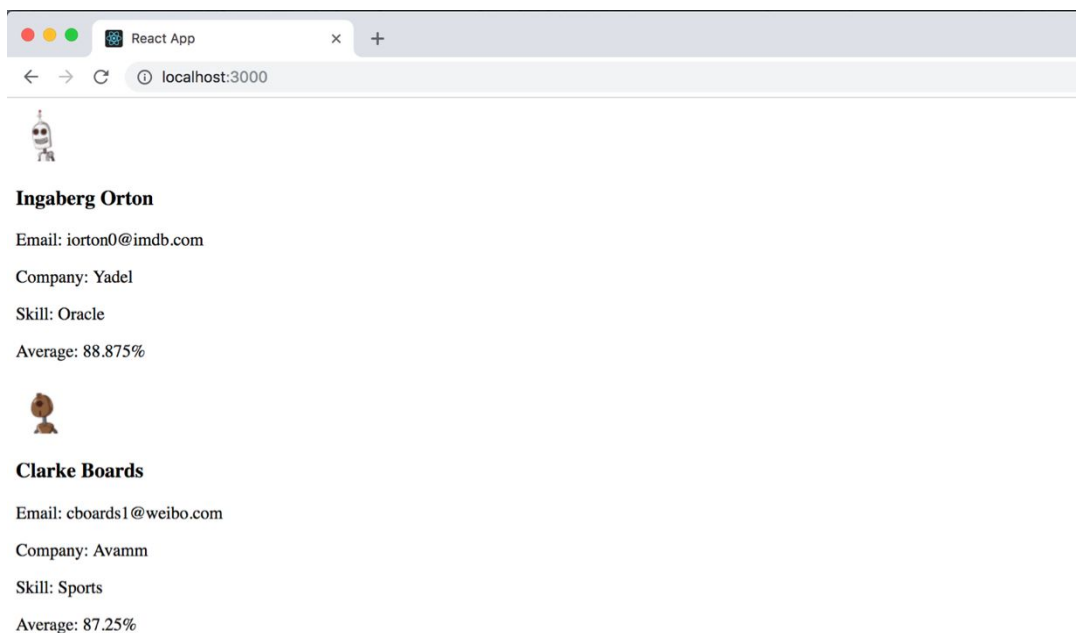 React App
localhost:3000
Ingaberg Orton
Email: iorton0@imdb.com
Company: Yadel
Skill: Oracle
Average: 88.875%
Clarke Boards
Email: cboards1@weibo.com
Company: Avamm
Skill: Sports
Average: 87.25%